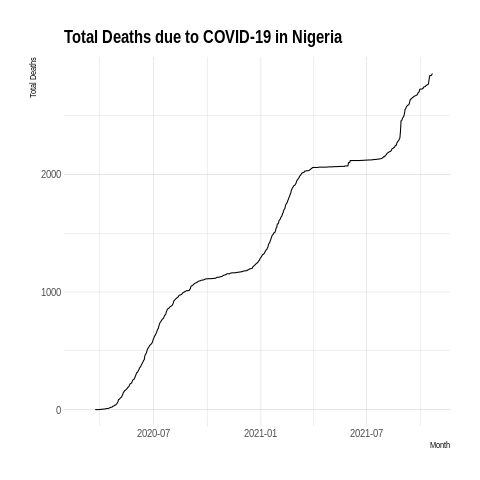 Total Deaths due to COVID-19 in Nigeria
Total Deaths
2000
1000
0
2020-07 2021-01 2021-07
Month